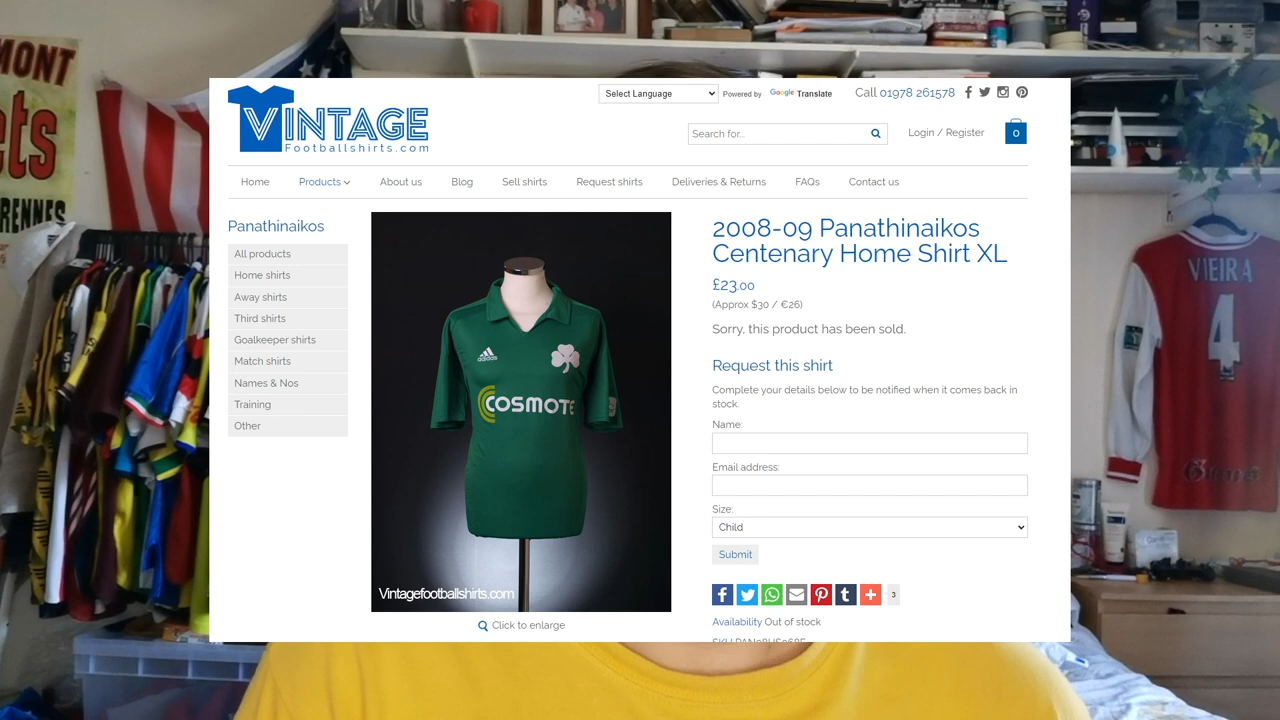 MONT
ets
RENNES
VINTAGE
Footballshirts.com
Select Language
Powered by Google Translate
Call 01978 261578
Search for...
Login / Register
0
Home
Products
About us
Blog
Sell shirts
Request shirts
Deliveries & Returns
FAQs
Contact us
Panathinaikos
All products
Home shirts
Away shirts
Third shirts
Goalkeeper shirts
Match shirts
Names & Nos
Training
Other
adidas
COSMOTE
Vintagefootballshirts.com
Click to enlarge
2008-09 Panathinaikos
Centenary Home Shirt XL
£23.00
(Approx $30 / €26)
Sorry, this product has been sold.
Request this shirt
Complete your details below to be notified when it comes back in
stock.
Name:
Email address:
Size:
Child
Submit
3
Availability Out of stock
VIEIRA
4